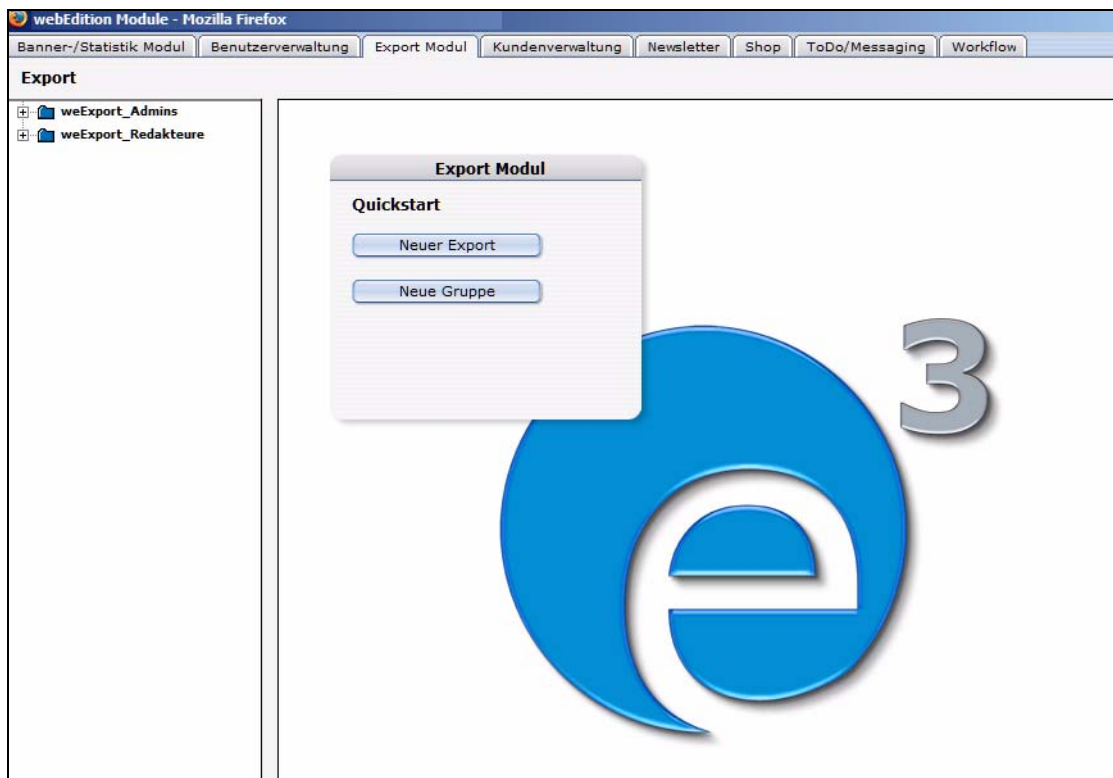 webEdition Module - Mozilla Firefox
Banner-/Statistik Modul Benutzerverwaltung Export Modul Kundenverwaltung Newsletter Shop ToDo/Messaging Workflow
Export
weExport_Admins
weExport_Redakteure
Export Modul
Quickstart
Neuer Export
Neue Gruppe
e
3